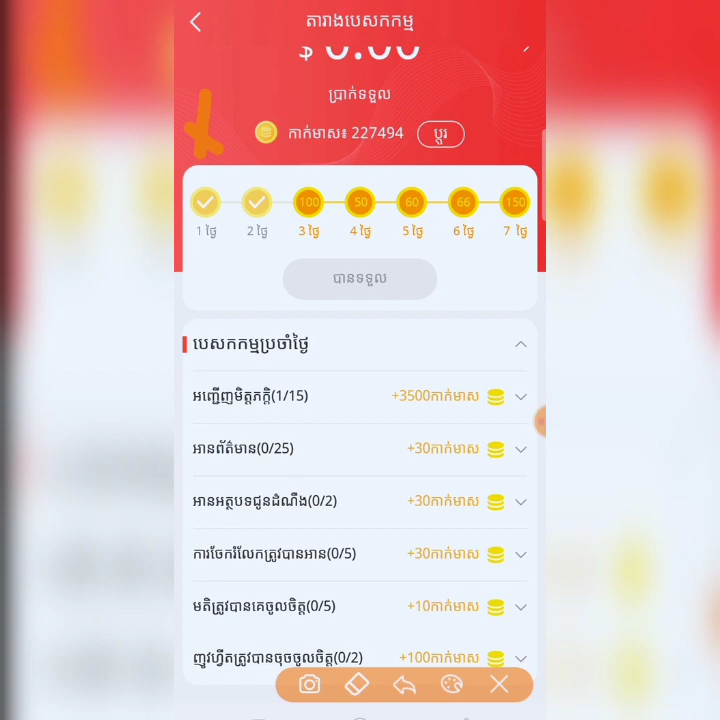 តារាងបេសកកម្ម
$ 0.00
ប្រាក់ទទួល
កាក់មាស៖ 227494 ប្តូរ
100 50 60 66 150
1 ថ្ងៃ 2 ថ្ងៃ 3 ថ្ងៃ 4 ថ្ងៃ 5 ថ្ងៃ 6 ថ្ងៃ 7 ថ្ងៃ
បានទទួល
បេសកកម្មប្រចាំថ្ងៃ
អញ្ជើញមិត្តភក្តិ(1/15) +3500កាក់មាស
អានព័ត៌មាន(0/25) +30កាក់មាស
អានអត្ថបទជូនដំណឹង(0/2) +30កាក់មាស
ការចែករំលែកត្រូវបានអាន(0/5) +30កាក់មាស
មតិត្រូវបានគេចូលចិត្ត(0/5) +10កាក់មាស
ញូវហ្វីតត្រូវបានចុចចូលចិត្ត(0/2) +100កាក់មាស